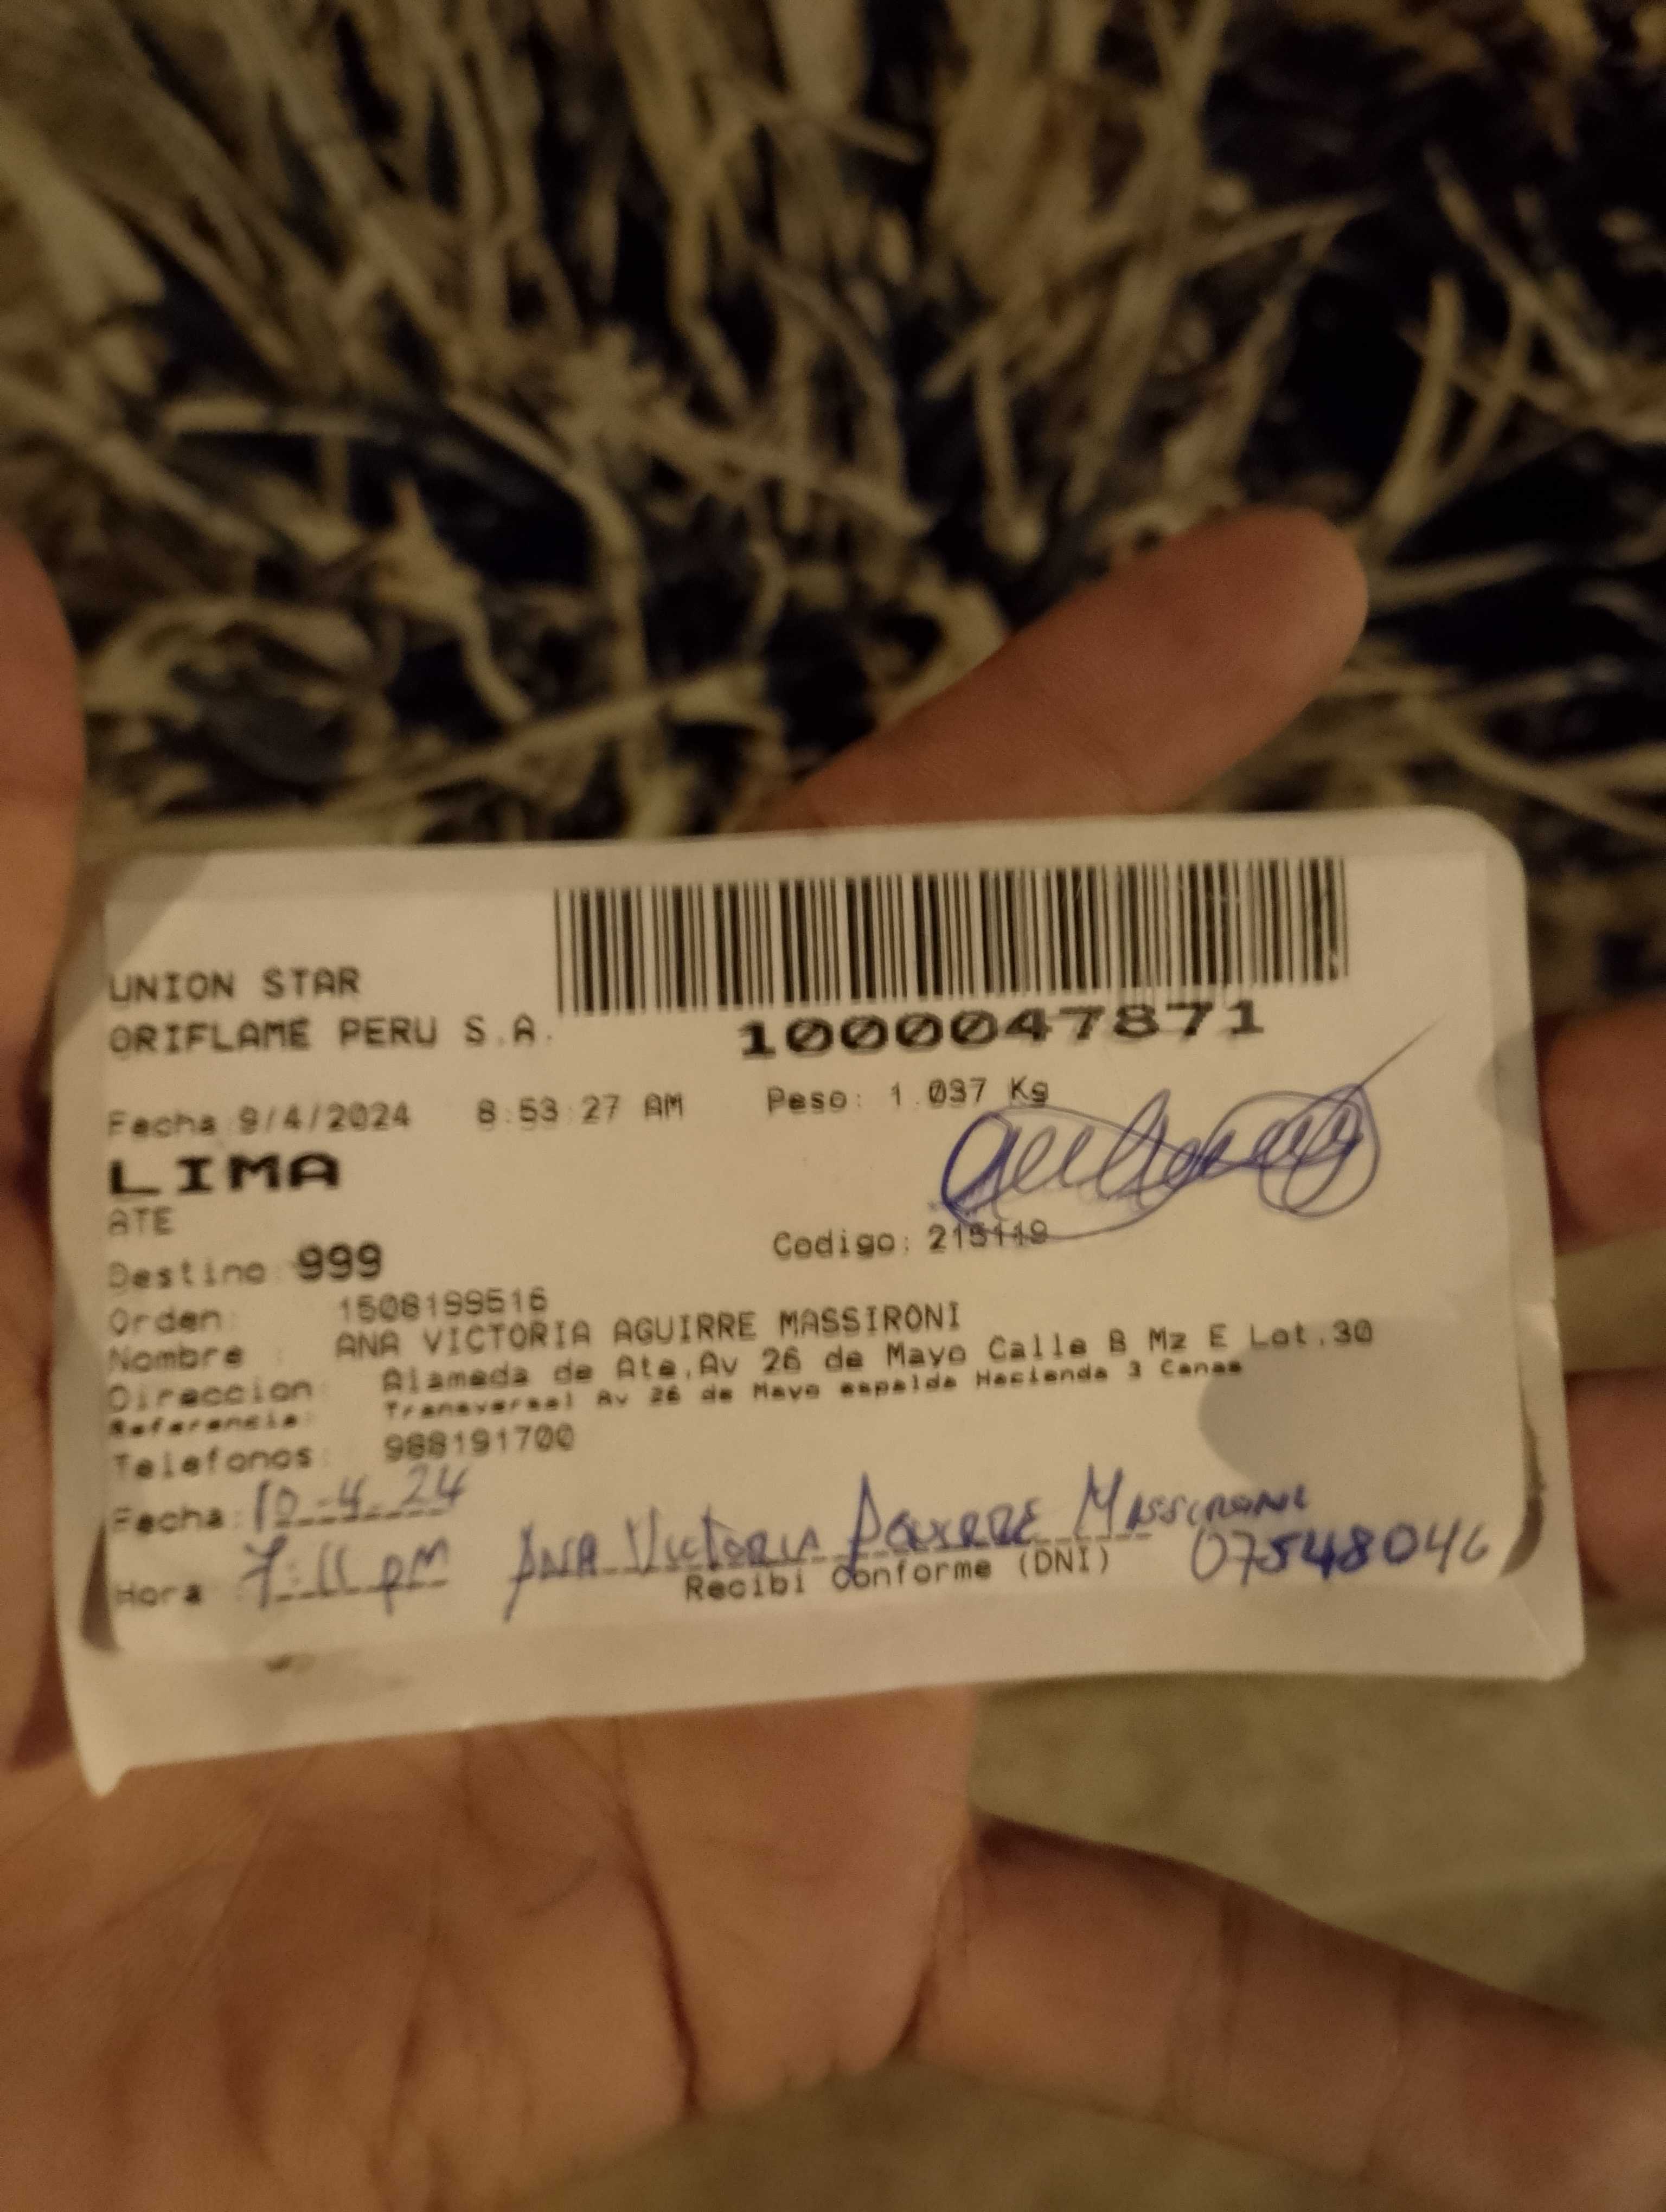 UNION STAR
ORIFLAME PERU S.A.
1000047871
Fecha 9/4/2024 8:53:27 AM Peso: 1.037 Kg
LIMA
ATE
Destino 999 Codigo: 215119
Orden: 1508199516
Nombre : ANA VICTORIA AGUIRRE MASSIRONI
Direccion: Alameda de Ate,Av 26 de Mayo Calle B Mz E Lot.30
Referencia: Transversal Av 26 de Mayo espalda Hacienda 3 Canas
Telefonos: 988191700
Fecha: 10-4-24
Hora 7:11 pm ANA VICTORIA AGUIRRE MASSIRONI
Recibi Conforme (DNI) 07548046